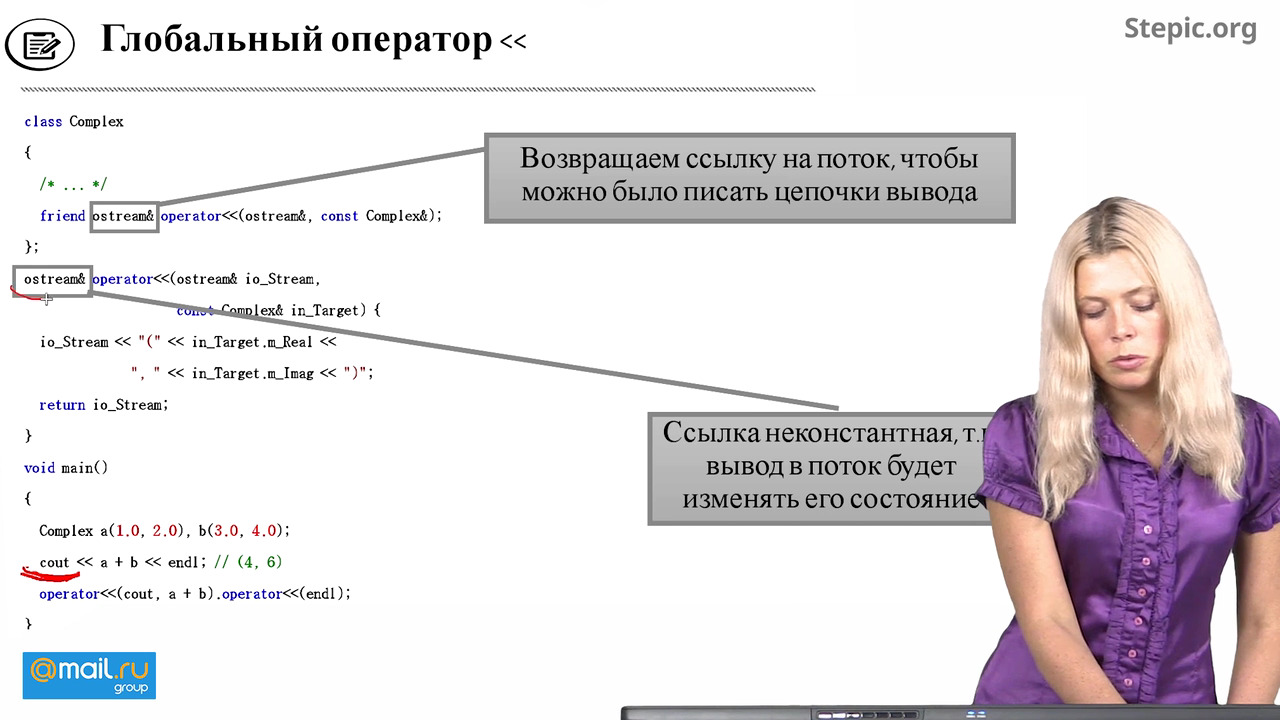 Глобальный оператор <<
Stepic.org
class Complex
{
/* ... */
friend ostream& operator<<(ostream&, const Complex&);
};
ostream& operator<<(ostream& io_Stream,
const Complex& in_Target) {
io_Stream << "(" << in_Target.m_Real <<
", " << in_Target.m_Imag << ")";
return io_Stream;
}
void main()
{
Complex a(1.0, 2.0), b(3.0, 4.0);
cout << a + b << endl; // (4, 6)
operator<<(cout, a + b).operator<<(endl);
}
Возвращаем ссылку на поток, чтобы
можно было писать цепочки вывода
Ссылка неконстантная,
вывод в поток будет
изменять его состояние
@mail.ru
group